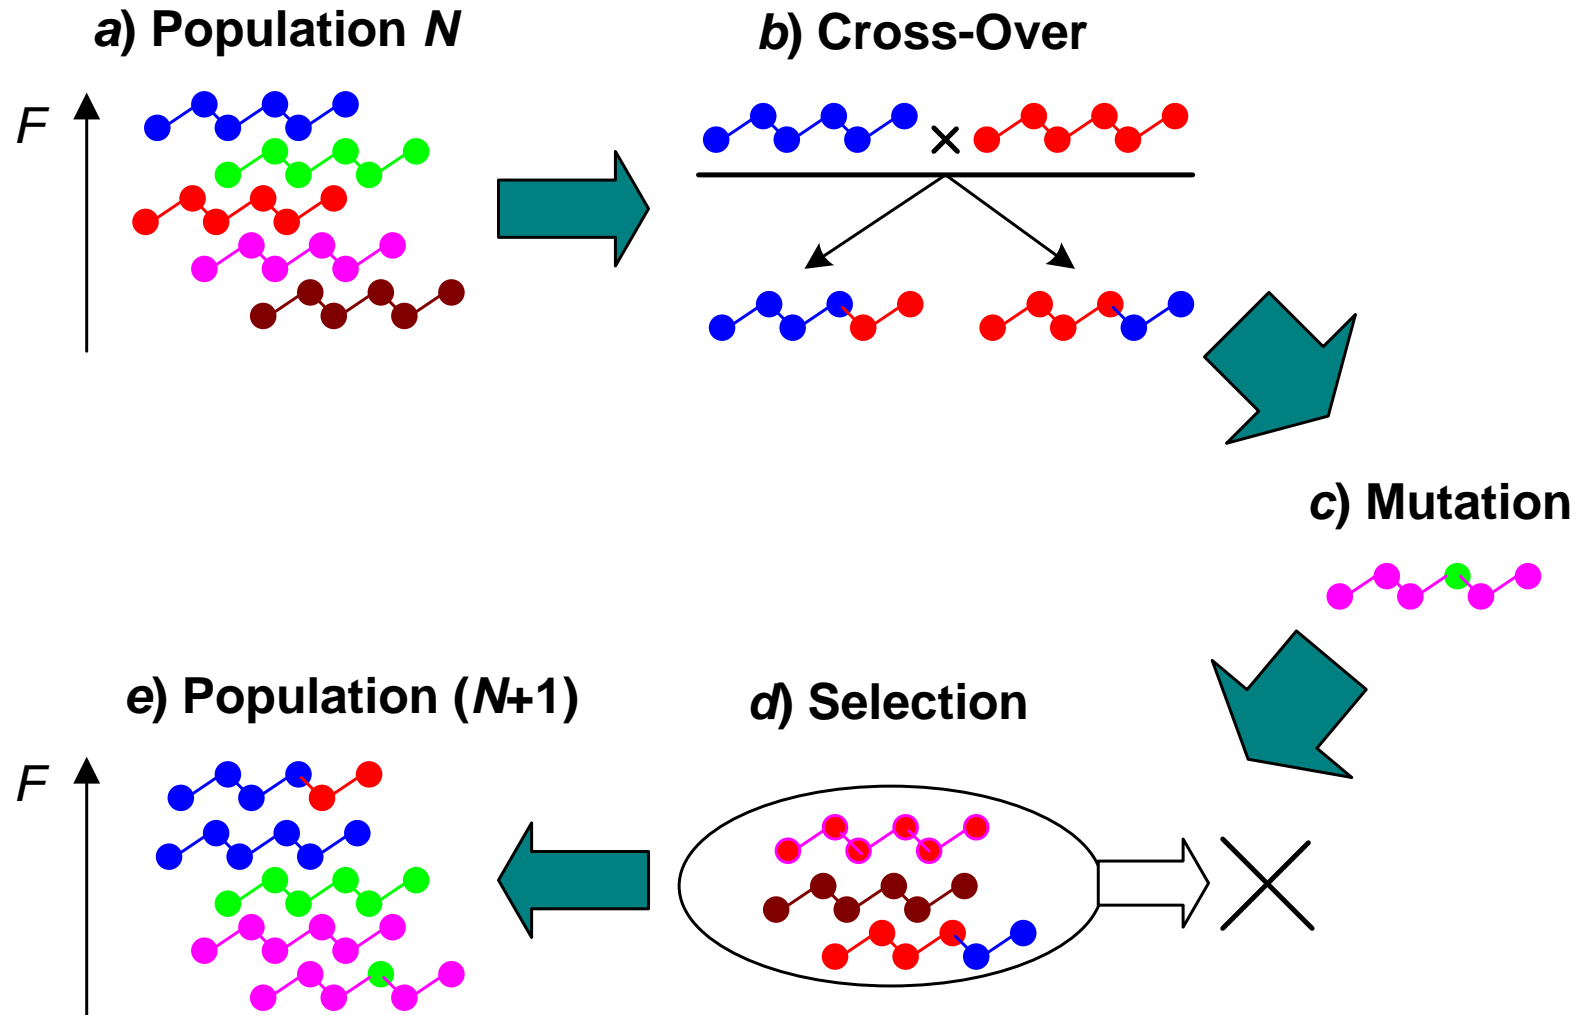 a) Population N
b) Cross-Over
F
c) Mutation
e) Population (N+1)
d) Selection
F